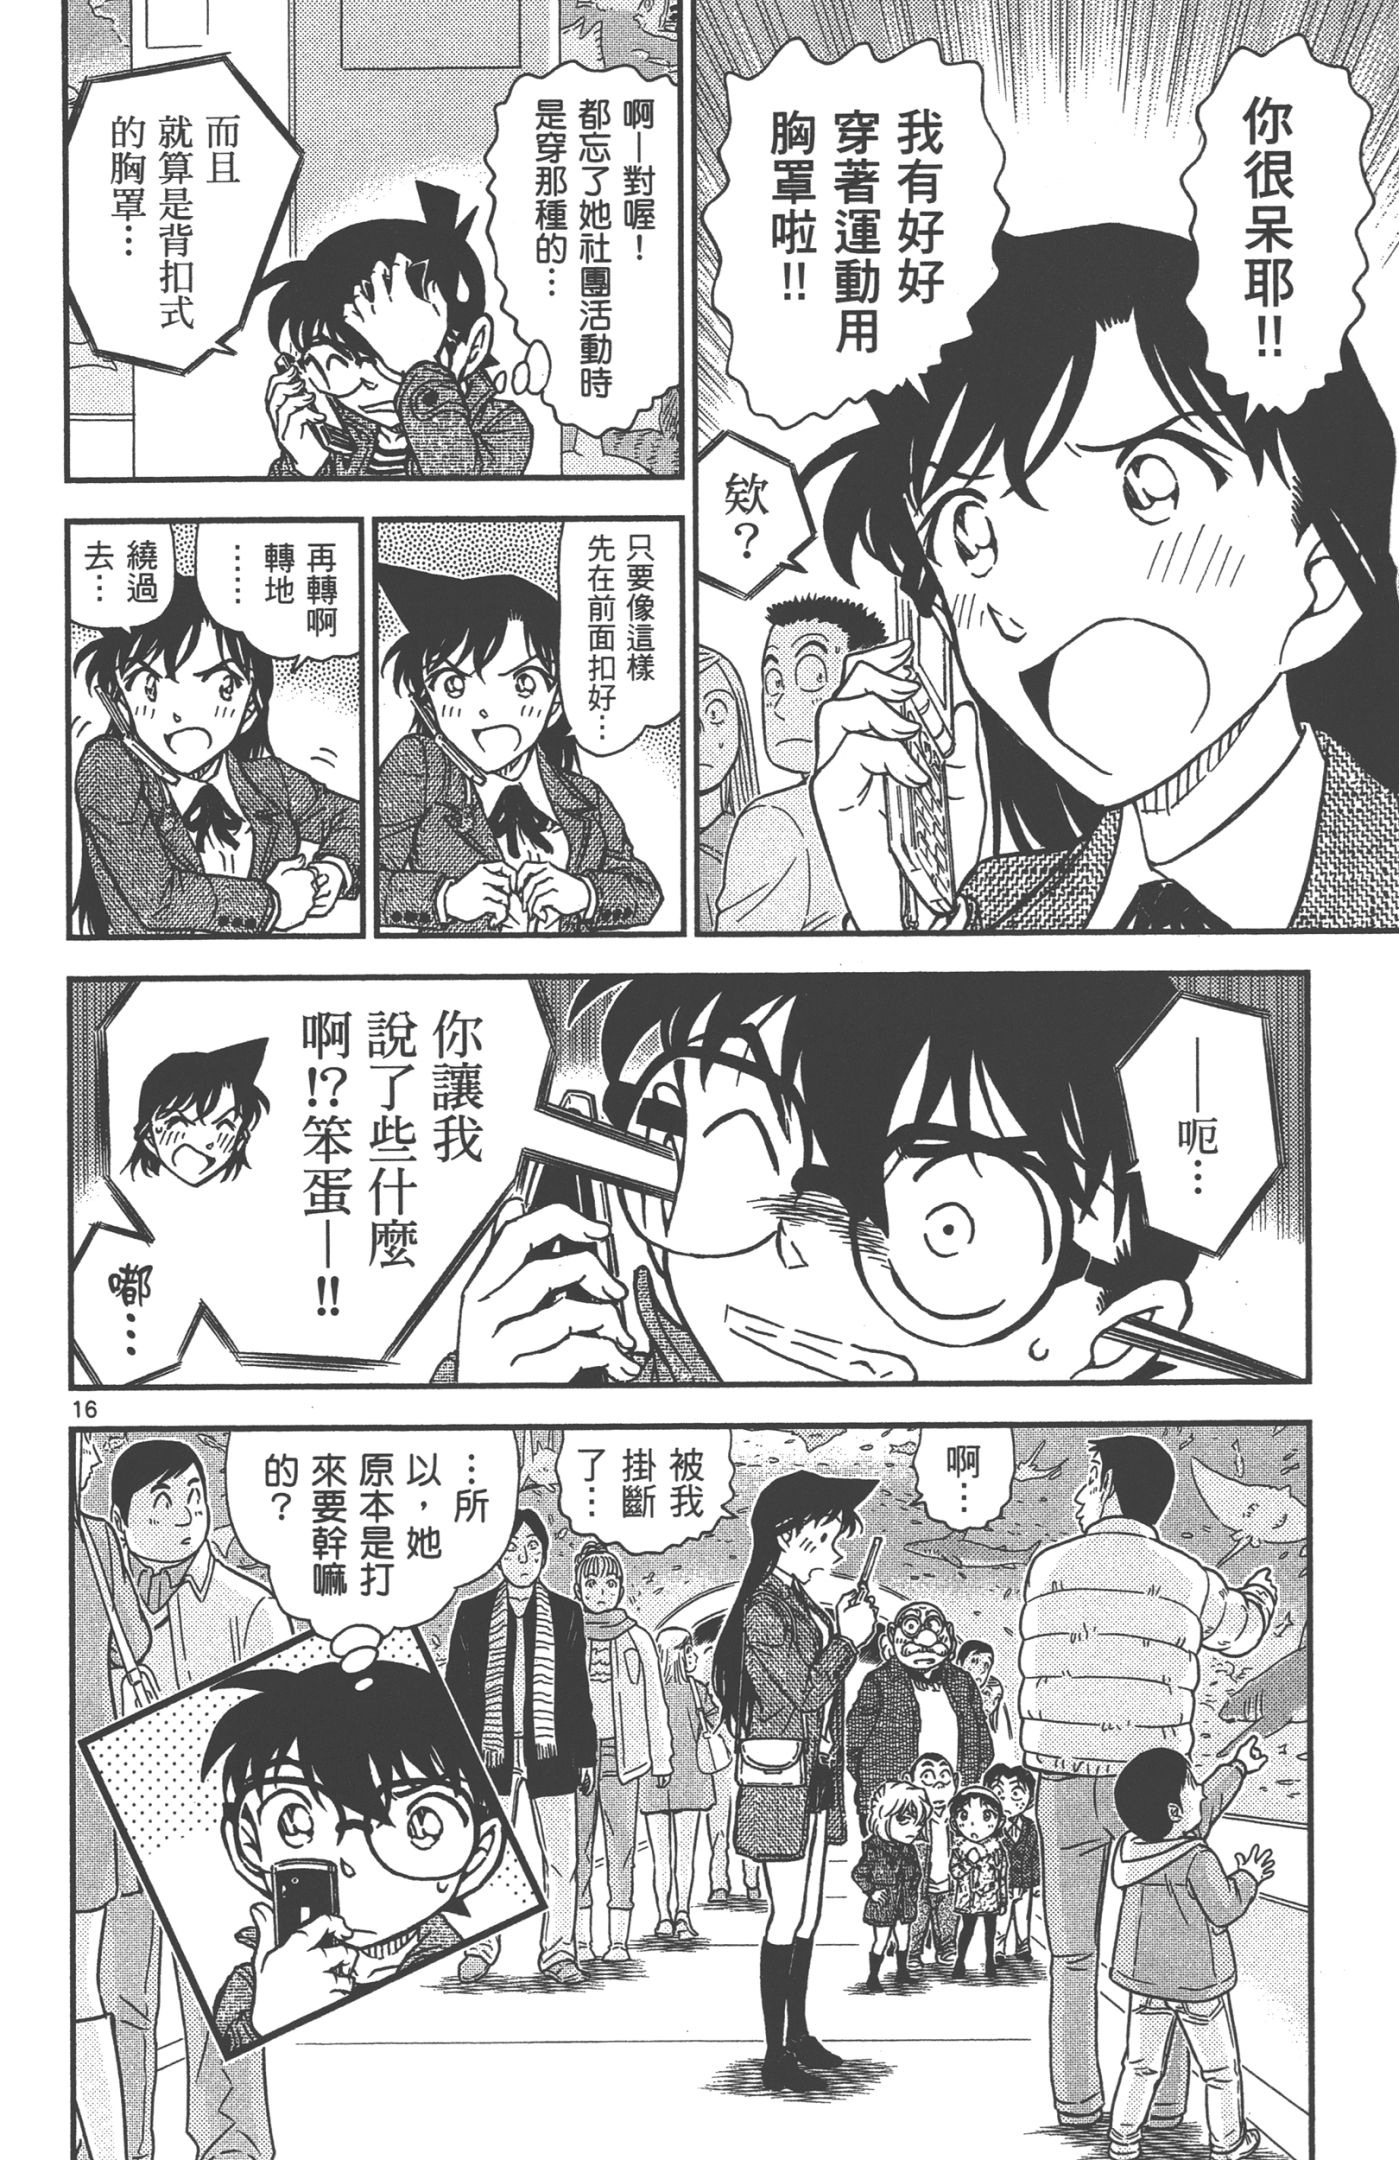 你很呆耶!!
我有好好
穿著運動用
胸罩啦!!
欸？
啊—對喔！
都忘了她社團活動時
是穿那種的…
而且
就算是背扣式
的胸罩…
只要像這樣
先在前面扣好…
再轉啊
轉地
……
繞過
去…
—呃…
你讓我
說了些什麼
啊!?笨蛋—!!
嘟…
16
啊…
被我
掛斷
了…
…所
以，她
原本是打
來要幹嘛
的？